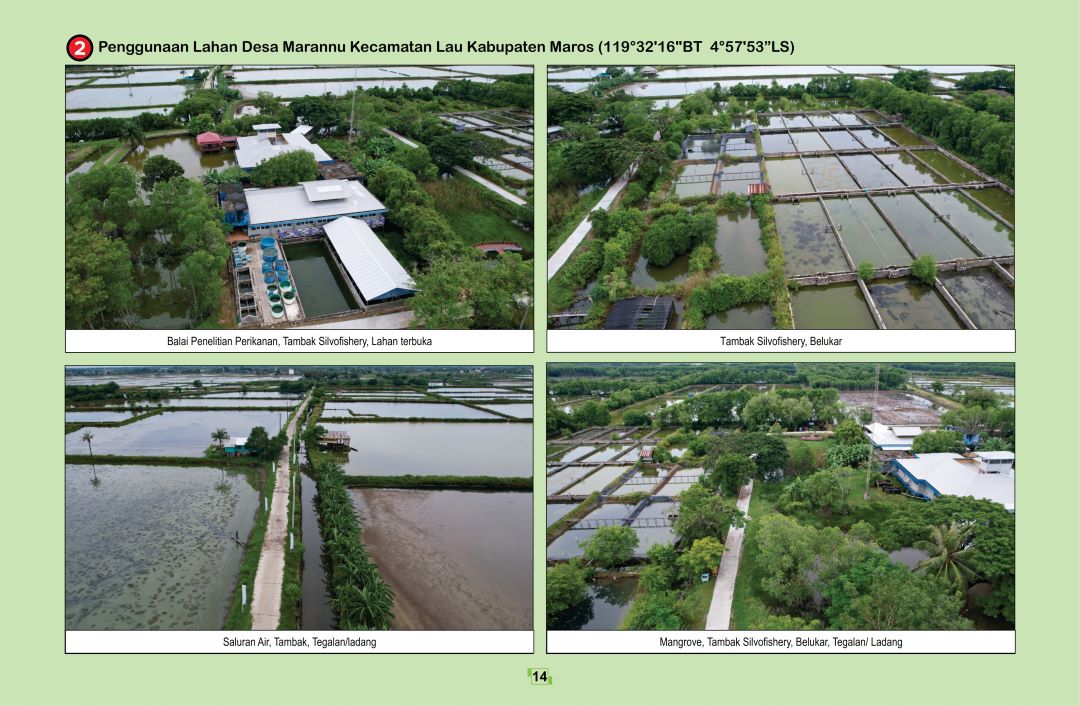 2 Penggunaan Lahan Desa Marannu Kecamatan Lau Kabupaten Maros (119°32'16"BT 4°57'53”LS)
Balai Penelitian Perikanan, Tambak Silvofishery, Lahan terbuka
Tambak Silvofishery, Belukar
Saluran Air, Tambak, Tegalan/ladang
Mangrove, Tambak Silvofishery, Belukar, Tegalan/ Ladang
14